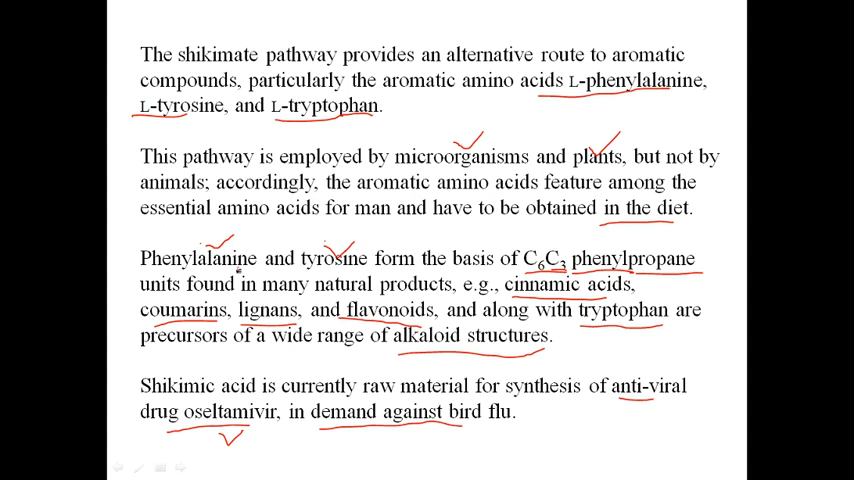 The shikimate pathway provides an alternative route to aromatic
compounds, particularly the aromatic amino acids L-phenylalanine,
L-tyrosine, and L-tryptophan.
This pathway is employed by microorganisms and plants, but not by
animals; accordingly, the aromatic amino acids feature among the
essential amino acids for man and have to be obtained in the diet.
Phenylalanine and tyrosine form the basis of C6C3 phenylpropane
units found in many natural products, e.g., cinnamic acids,
coumarins, lignans, and flavonoids, and along with tryptophan are
precursors of a wide range of alkaloid structures.
Shikimic acid is currently raw material for synthesis of anti-viral
drug oseltamivir, in demand against bird flu.